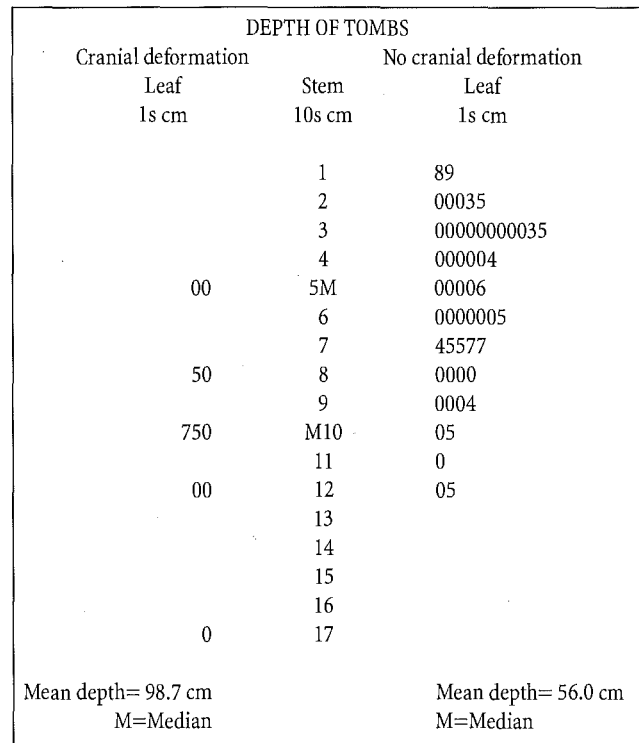 DEPTH OF TOMBS
Cranial deformation No cranial deformation
Leaf Stem Leaf
1s cm 10s cm 1s cm
1 89
2 00035
3 00000000035
4 000004
00 5M 00006
6 0000005
7 45577
50 8 0000
9 0004
750 M10 05
11 0
00 12 05
13
14
15
16
0 17
Mean depth= 98.7 cm Mean depth= 56.0 cm
M=Median M=Median